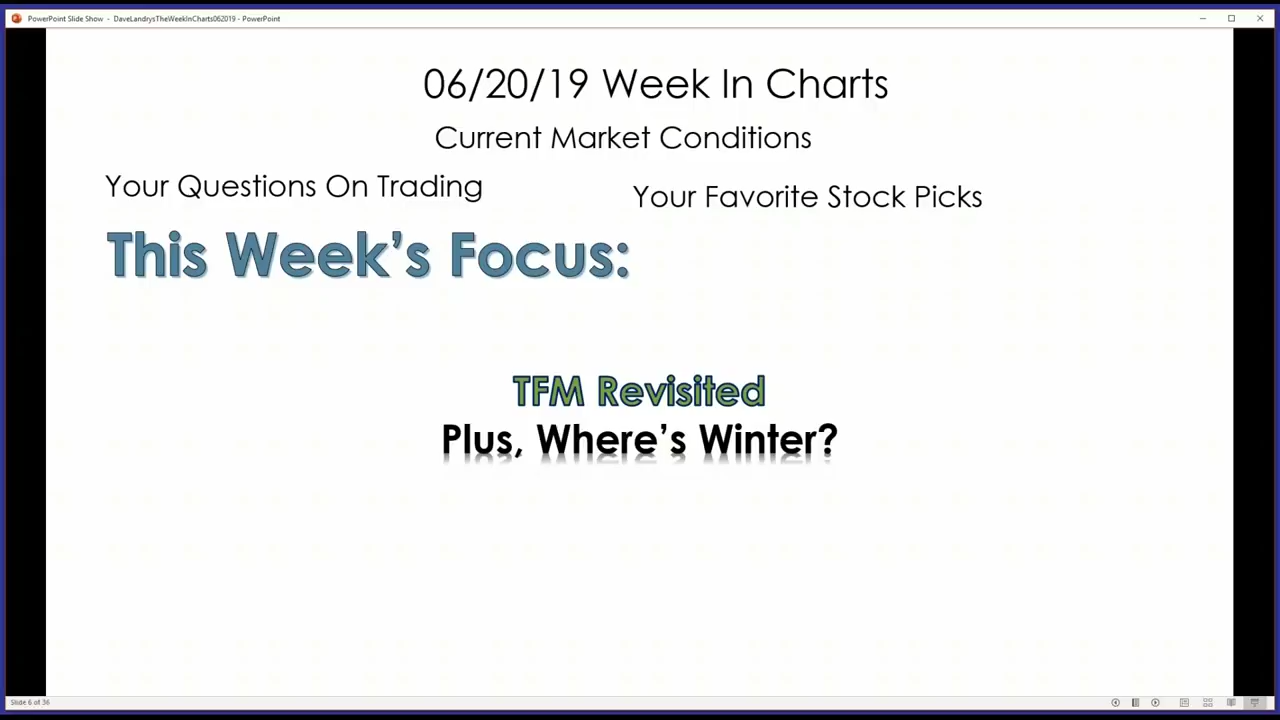 PowerPoint Slide Show - DaveLandrysTheWeekInCharts062019 - PowerPoint
06/20/19 Week In Charts
Current Market Conditions
Your Questions On Trading
Your Favorite Stock Picks
This Week's Focus:
TFM Revisited
Plus, Where's Winter?
Slide 6 of 36